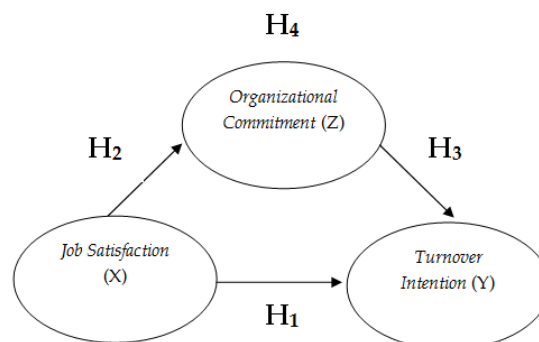 H4
Organizational
Commitment (Z)
H2
H3
Job Satisfaction
(X)
Turnover
Intention (Y)
H1